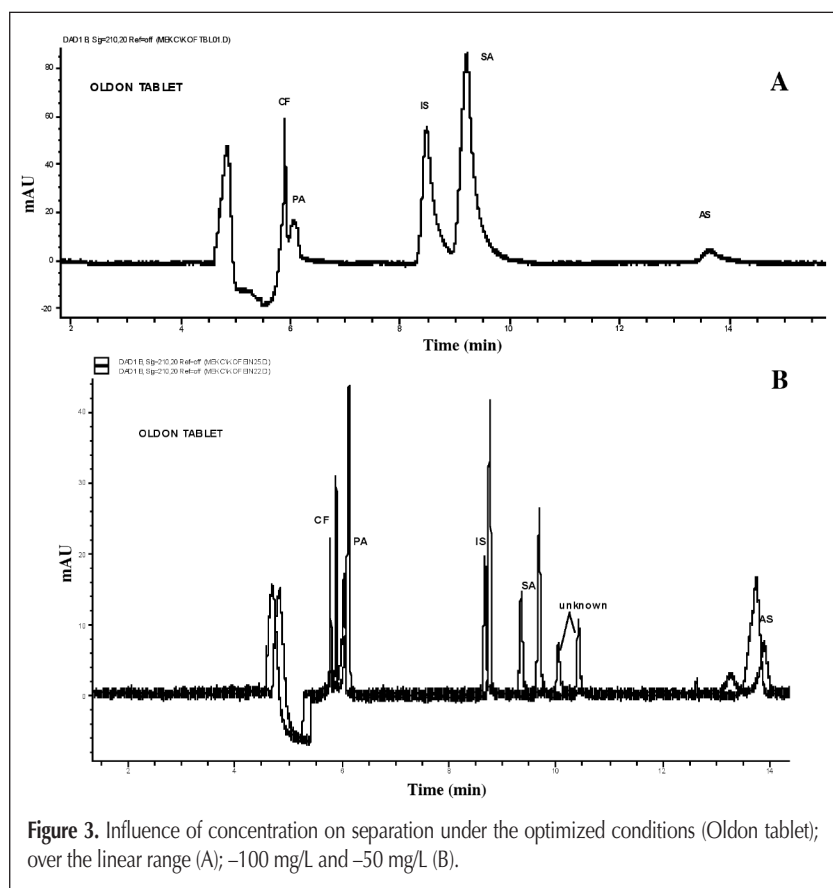 DAD1 B, Sig=210,20 Ref=off (MEKC\KOFTBL01.D)
OLDON TABLET
A
CF
PA
IS
SA
AS
mAU
80
60
40
20
0
-20
2
4
6
8
10
12
14
Time (min)
DAD1 B, Sig=210,20 Ref=off (MEKC\KOFEIN25.D)
DAD1 B, Sig=210,20 Ref=off (MEKC\KOFEIN22.D)
B
OLDON TABLET
CF
PA
IS
SA
unknown
AS
mAU
40
30
20
10
0
2
4
6
8
10
12
14
Time (min)
Figure 3. Influence of concentration on separation under the optimized conditions (Oldon tablet);
over the linear range (A); –100 mg/L and –50 mg/L (B).